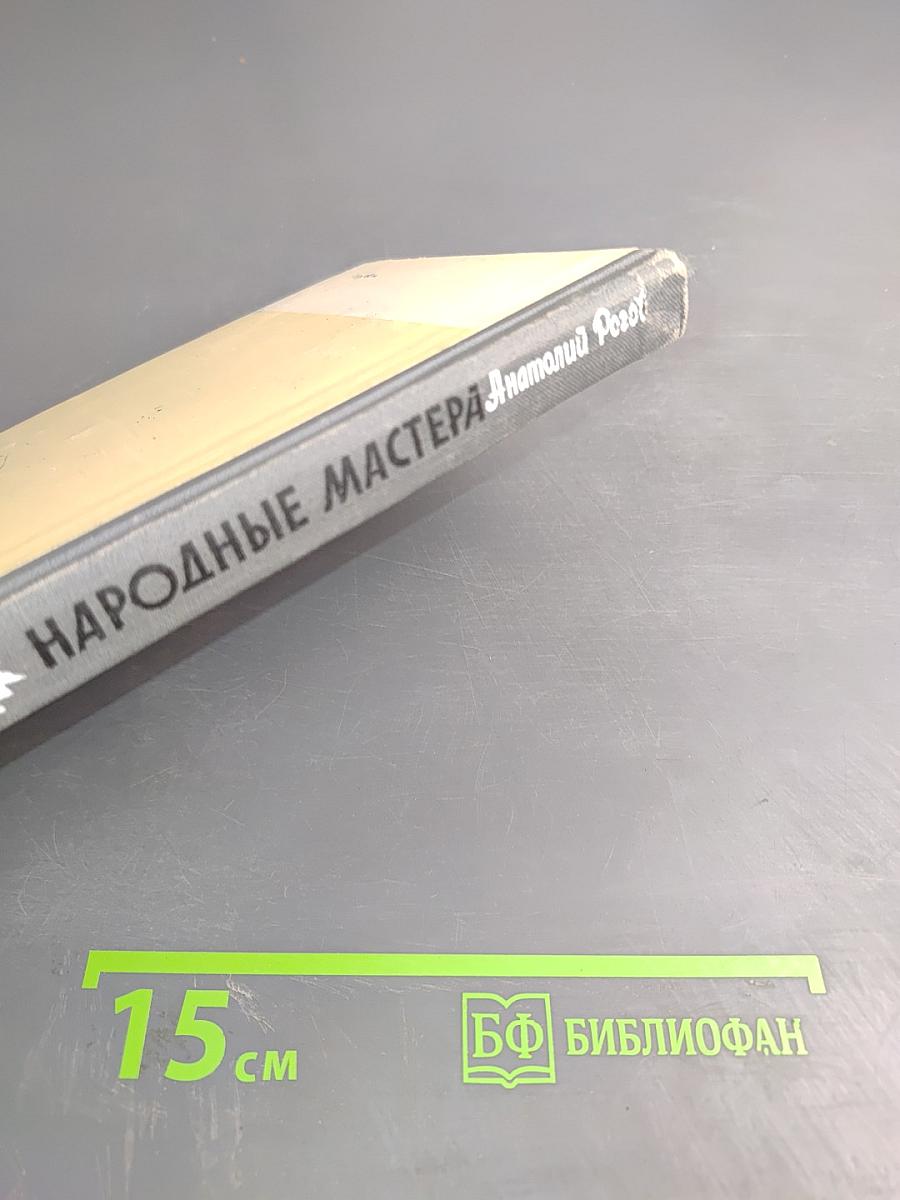 НАРОДНЫЕ МАСТЕРА Анатолий Рогов
15 см
БФ БИБЛИОФАН